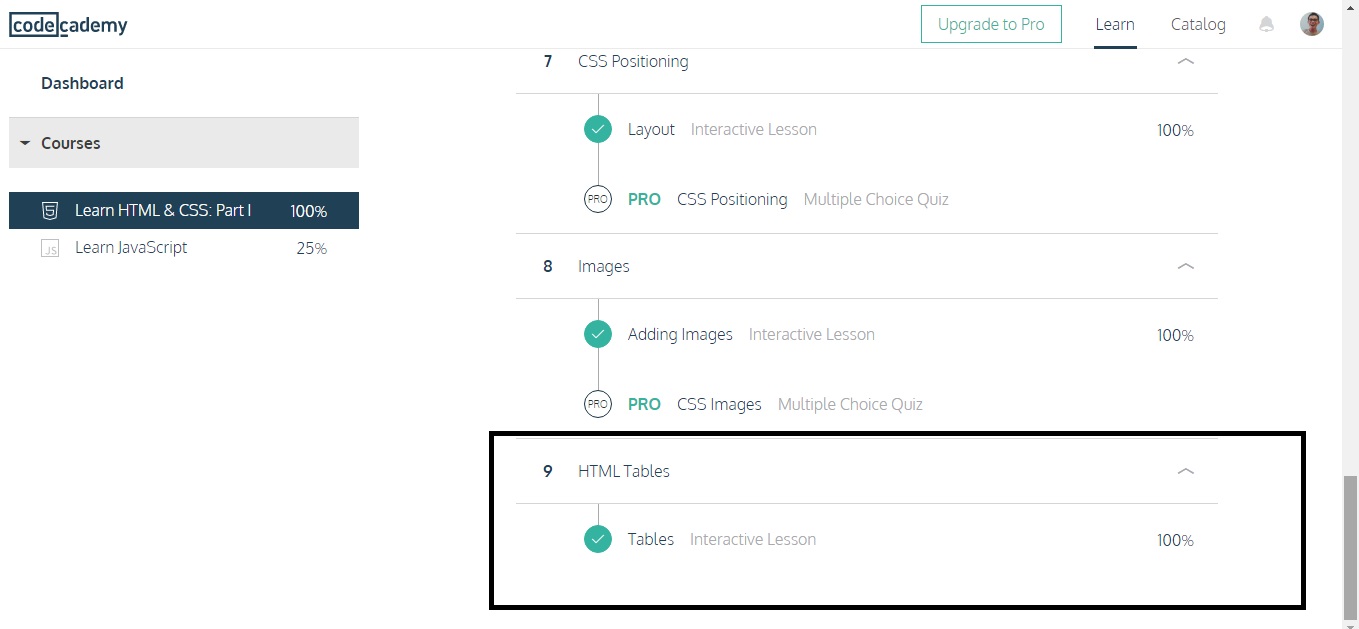 codecademy
Upgrade to Pro
Learn
Catalog
Dashboard
Courses
Learn HTML & CSS: Part I 100%
JS Learn JavaScript 25%
7 CSS Positioning
Layout Interactive Lesson 100%
PRO PRO CSS Positioning Multiple Choice Quiz
8 Images
Adding Images Interactive Lesson 100%
PRO PRO CSS Images Multiple Choice Quiz
9 HTML Tables
Tables Interactive Lesson 100%